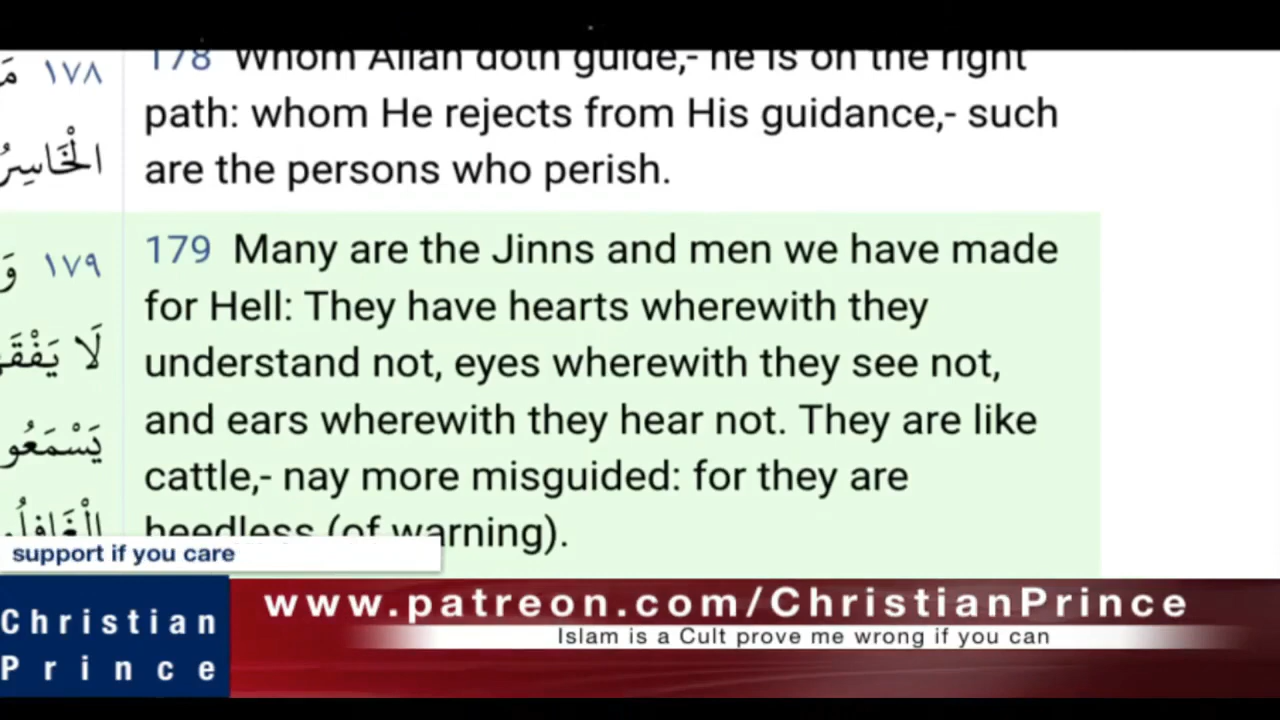 ١٧٨ مَ
178 Whom Allah doth guide,- he is on the right
path: whom He rejects from His guidance,- such
الْخَاسِرُ
are the persons who perish.
١٧٩ وَ
179 Many are the Jinns and men we have made
for Hell: They have hearts wherewith they
لَا يَفْقَهُ
understand not, eyes wherewith they see not,
يَسْمَعُو
and ears wherewith they hear not. They are like
cattle,- nay more misguided: for they are
الْغَافِلُ
heedless (of warning).
support if you care
Christian
Prince
www.patreon.com/ChristianPrince
Islam is a Cult prove me wrong if you can